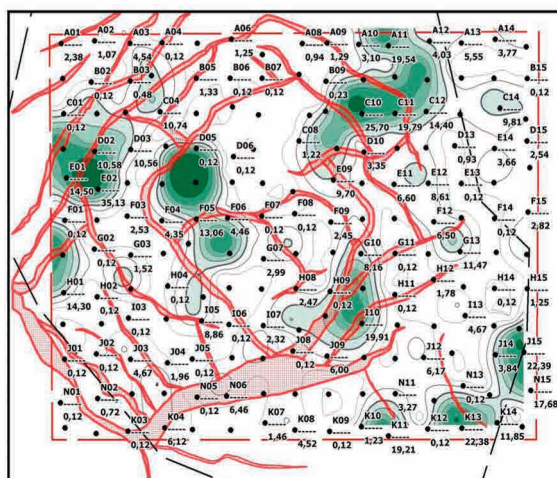 A01 2,38
A02 1,07
A03 4,54
A04 0,12
A06 1,25
A08 0,94
A09 1,29
A10 3,10
A11 19,54
A12 4,03
A13 5,55
A14 3,77
B02 0,12
B03 0,48
B05 1,33
B06 0,12
B07 0,12
B09 0,23
B15 0,12
C01 0,12
C04 10,74
C08 1,22
C10 25,70
C11 19,79
C12 14,40
C14 9,81
D02 10,58
D03 10,56
D05 0,12
D06 0,12
D10 3,35
D13 0,93
E14 3,66
D15 2,54
E01 14,50
E02 35,13
E09 9,70
E11 6,60
E12 8,61
E13 0,12
F01 0,12
F03 2,53
F04 4,35
F05 13,06
F06 4,46
F07 0,12
F08 0,12
F09 2,45
F12 6,50
F15 2,82
G02 0,12
G03 1,52
G07 2,99
G10 8,16
G11 0,12
G13 11,47
H01 14,30
H02 0,12
H04 0,12
H08 2,47
H09 0,12
H11 0,12
H12 1,78
H14 0,12
H15 1,25
I03 0,12
I05 8,86
I06 0,12
I07 2,32
I10 19,91
I13 4,67
J01 0,12
J02 0,12
J03 4,67
J04 1,96
J08 0,12
J09 6,00
J12 6,17
J14 3,84
J15 22,39
N01 0,12
N02 0,72
N05 0,12
N06 6,46
N11 3,27
N13 0,12
N15 17,68
K03 0,12
K04 6,12
K07 1,46
K08 4,52
K09 0,12
K10 1,23
K11 19,21
K12 0,12
K13 22,38
K14 11,85